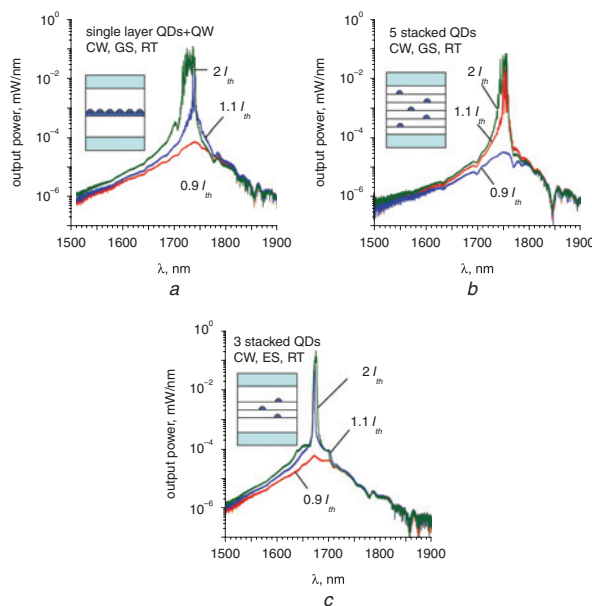 single layer QDs+QW
CW, GS, RT
output power, mW/nm
10^0
10^-2
10^-4
10^-6
2 I_th
1.1 I_th
0.9 I_th
1510 1600 1700 1800 1900
λ, nm
a
5 stacked QDs
CW, GS, RT
output power, mW/nm
10^0
10^-2
10^-4
10^-6
2 I_th
1.1 I_th
0.9 I_th
1500 1600 1700 1800 1900
λ, nm
b
3 stacked QDs
CW, ES, RT
output power, mW/nm
10^0
10^-2
10^-4
10^-6
2 I_th
1.1 I_th
0.9 I_th
1500 1600 1700 1800 1900
λ, nm
c